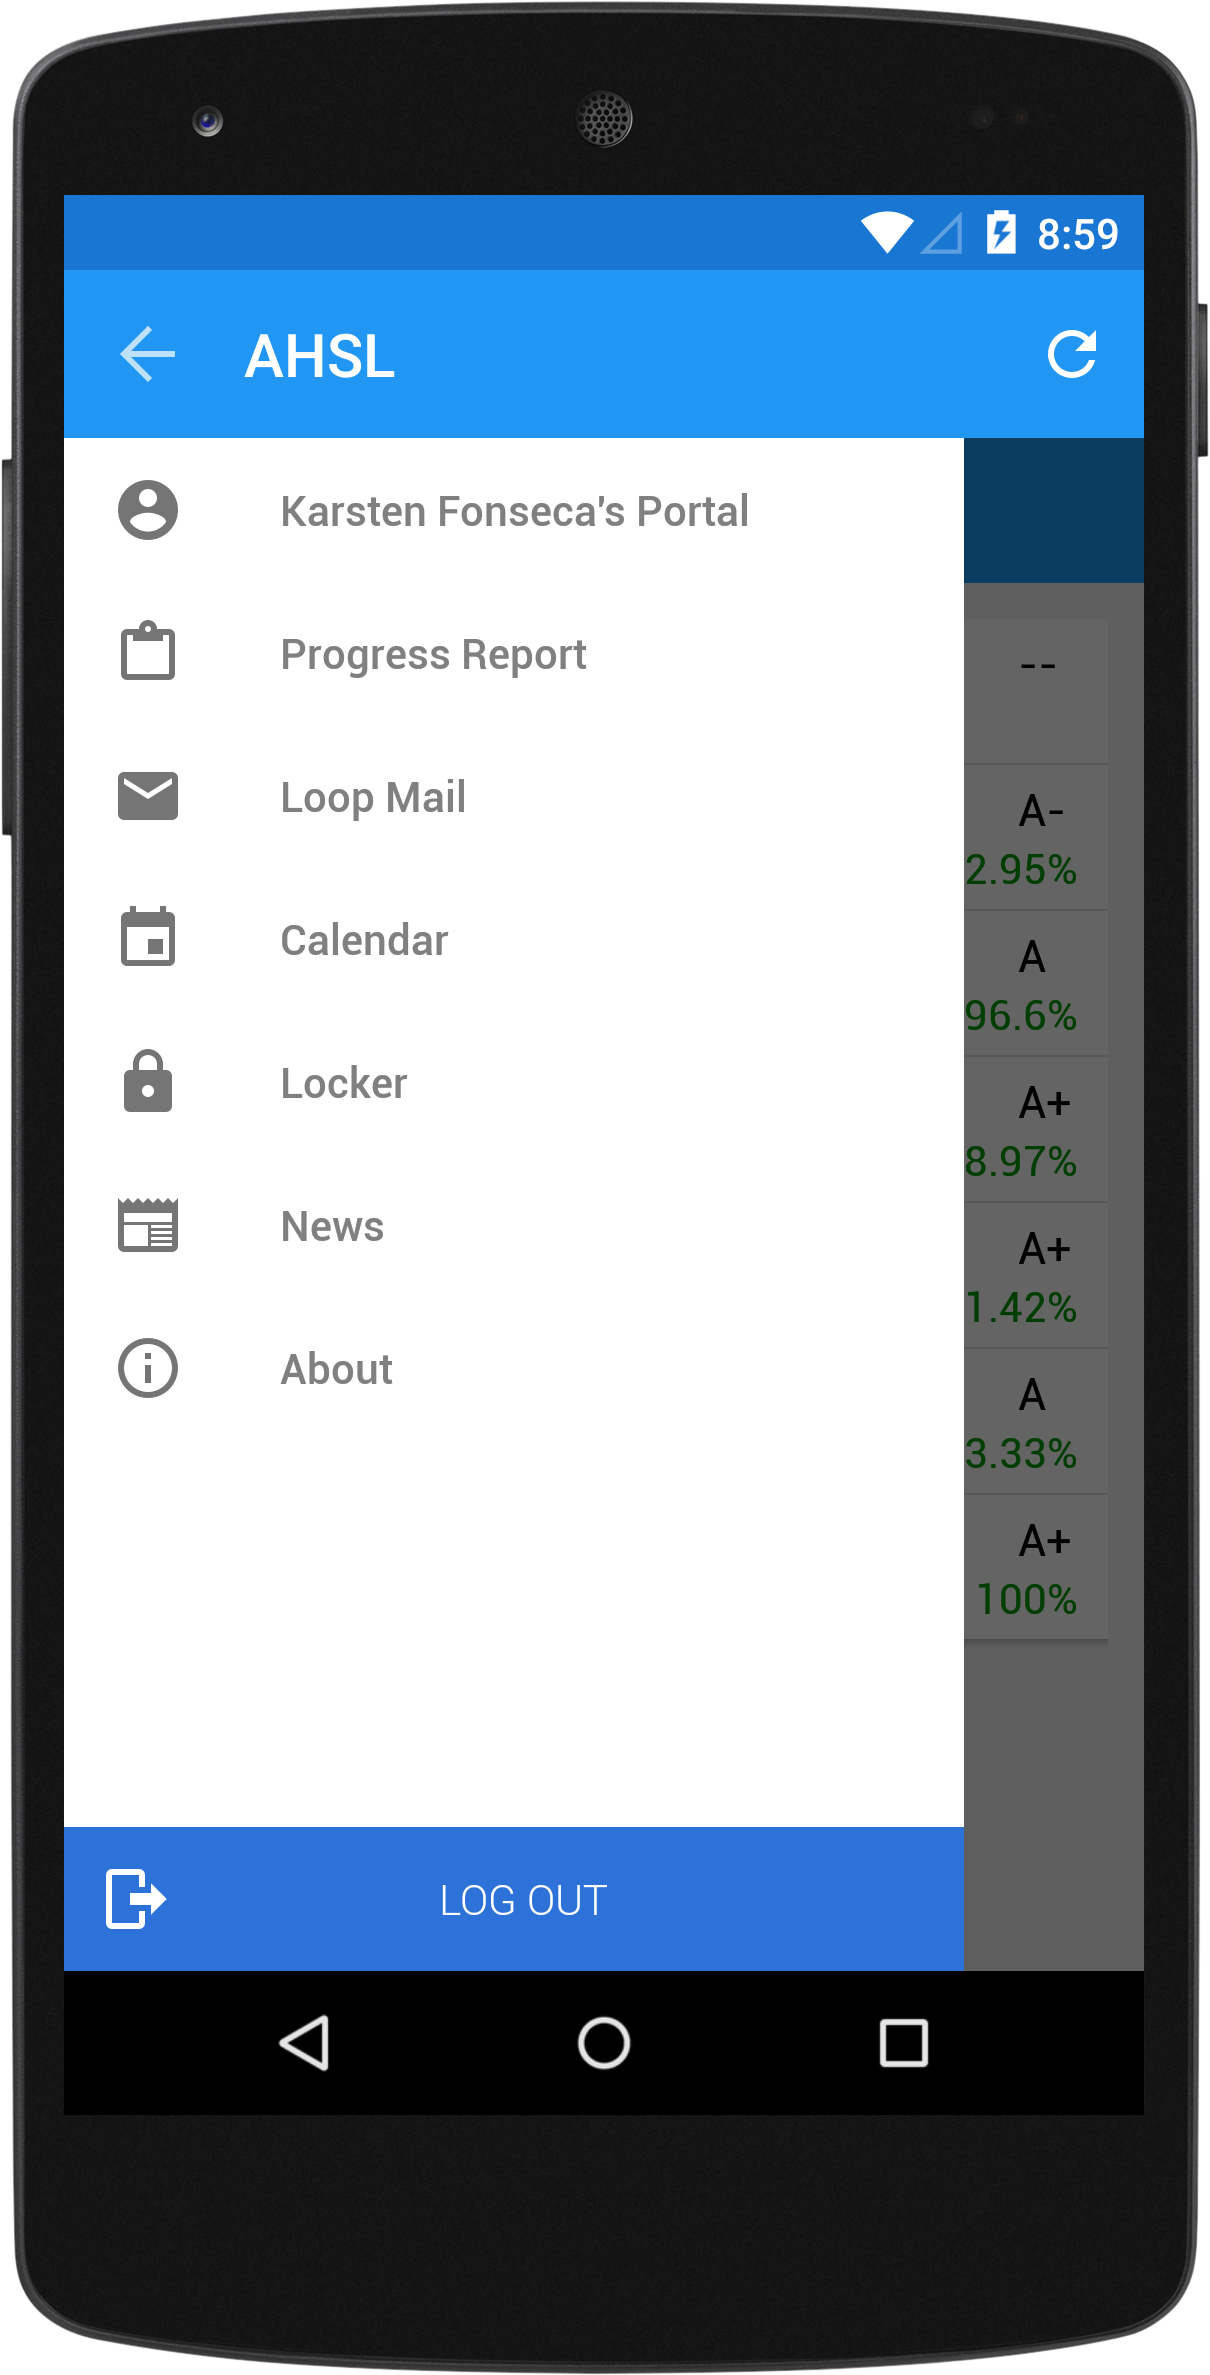 8:59
AHSL
Karsten Fonseca's Portal
Progress Report
Loop Mail
Calendar
Locker
News
About
LOG OUT
--
A-
2.95%
A
96.6%
A+
8.97%
A+
1.42%
A
3.33%
A+
100%